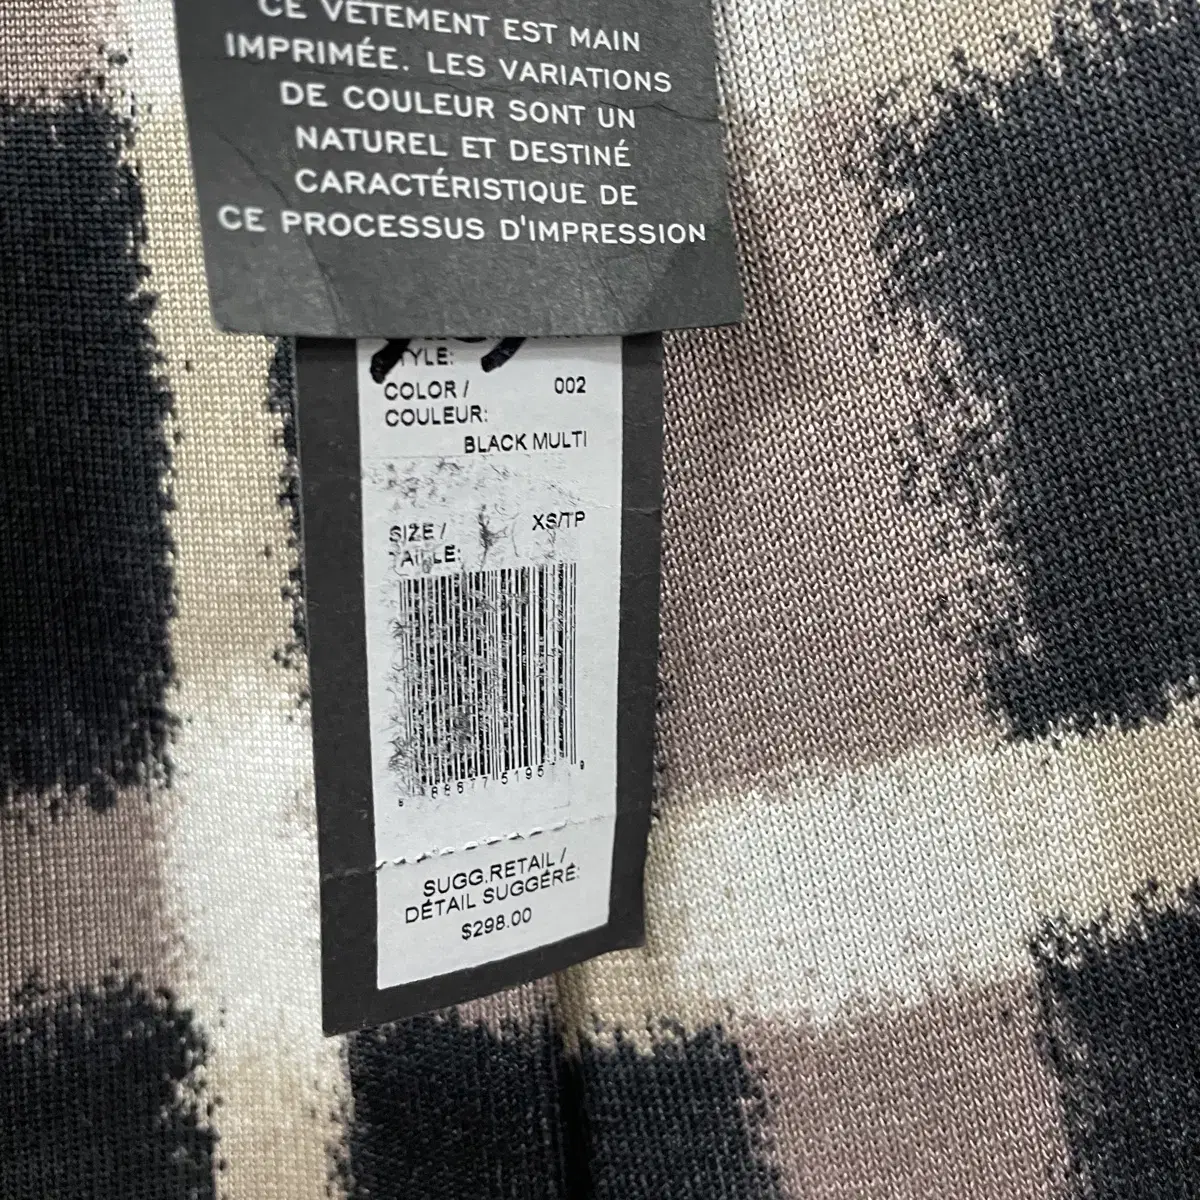 CE VÊTEMENT EST MAIN
IMPRIMÉE. LES VARIATIONS
DE COULEUR SONT UN
NATUREL ET DESTINÉ
CARACTÉRISTIQUE DE
CE PROCESSUS D'IMPRESSION
STYLE:
COLOR / 002
COULEUR:
BLACK MULTI
SIZE / XS/TP
TAILLE:
SUGG.RETAIL /
DÉTAIL SUGGÉRÉ:
$298.00